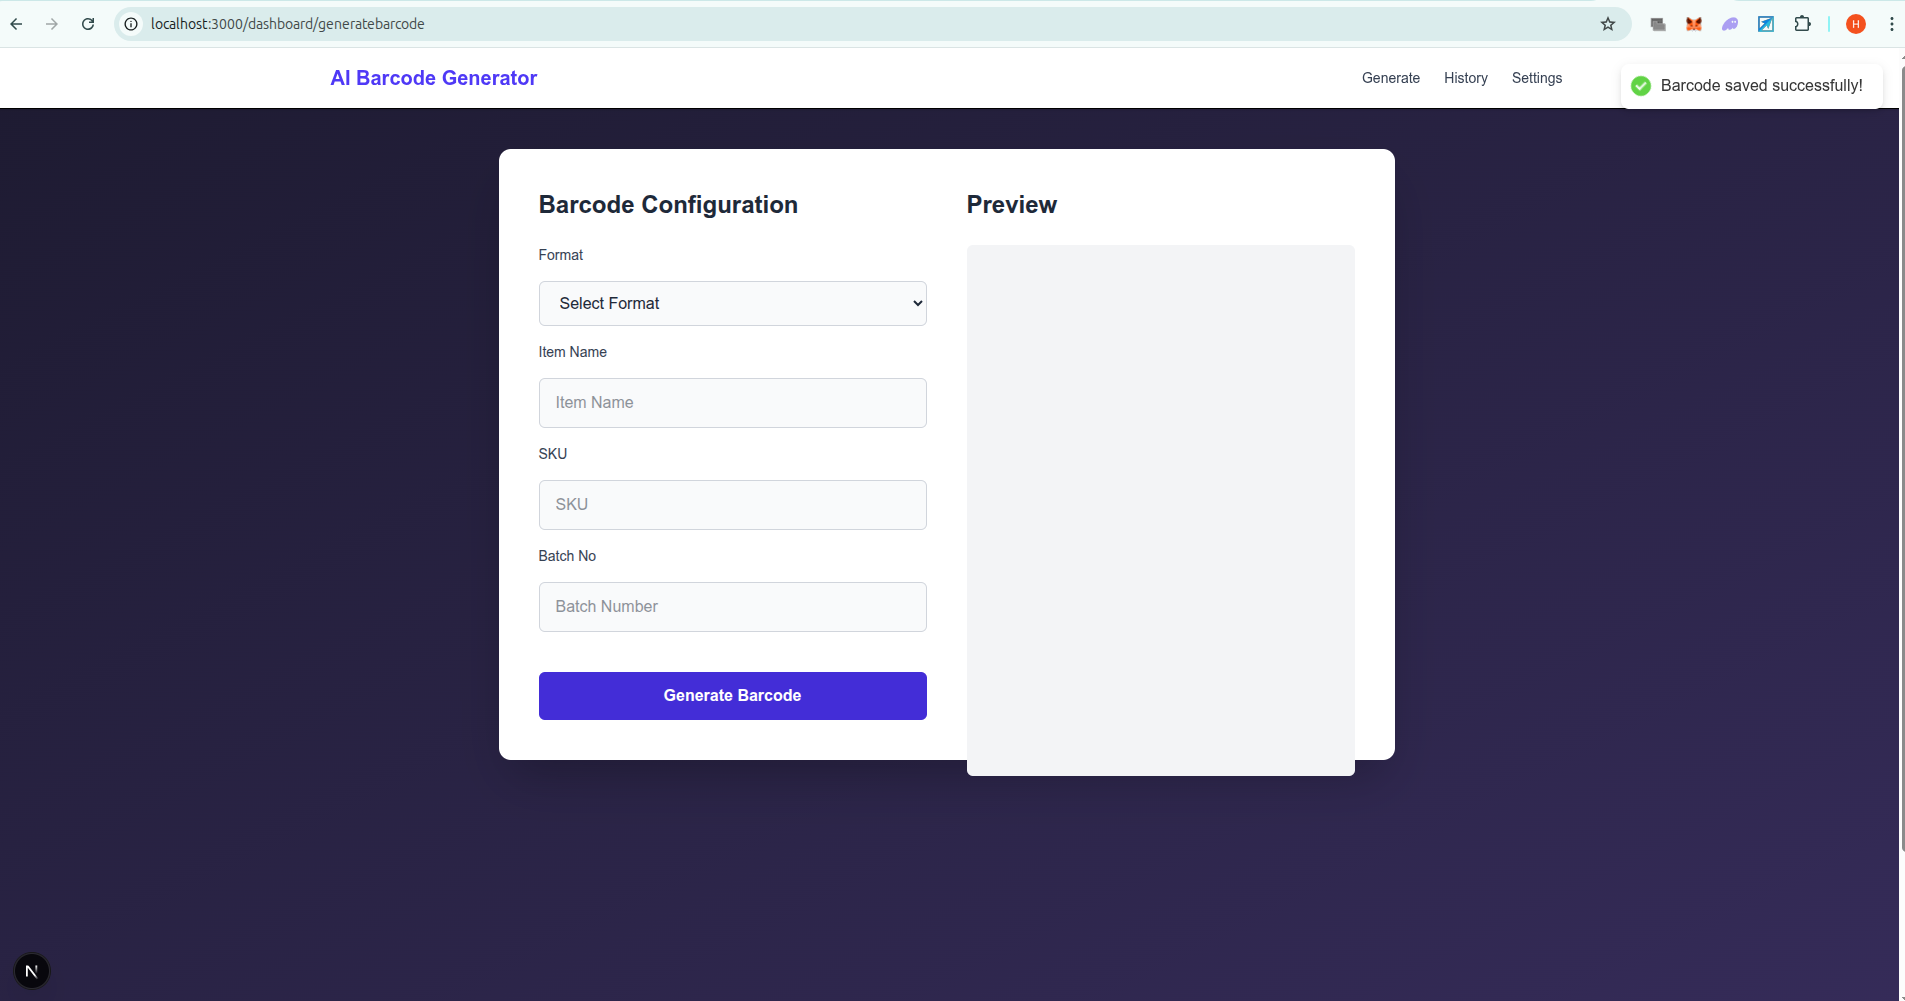 localhost:3000/dashboard/generatebarcode
H
AI Barcode Generator
Generate
History
Settings
Barcode saved successfully!
Barcode Configuration
Format
Select Format
Item Name
Item Name
SKU
SKU
Batch No
Batch Number
Generate Barcode
Preview
N